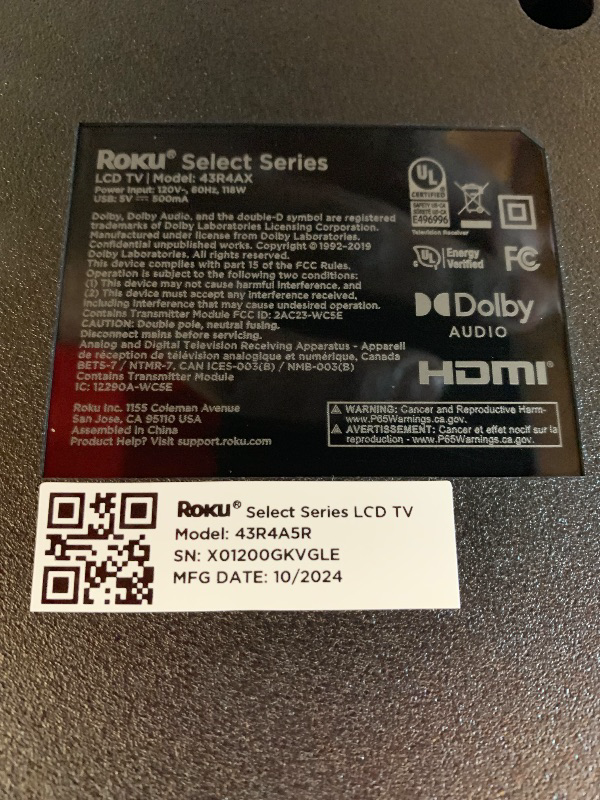 Roku® Select Series
LCD TV | Model: 43R4AX
Power Input: 120V~, 60Hz, 118W
USB: 5V ⎓ 500mA
Dolby, Dolby Audio, and the double-D symbol are registered
trademarks of Dolby Laboratories Licensing Corporation.
Manufactured under license from Dolby Laboratories.
Confidential unpublished works. Copyright © 1992-2019
Dolby Laboratories. All rights reserved.
This device compiles with part 15 of the FCC Rules.
Operation is subject to the following two conditions:
(1) This device may not cause harmful Interference, and
(2) This device must accept any interference received,
including Interference that may cause undesired operation.
Contains Transmitter Module FCC ID: 2AC23-WC5E
CAUTION: Double pole, neutral fusing.
Disconnect mains before servicing.
Analog and Digital Television Receiving Apparatus - Appareil
de réception de télévision analogique et numérique, Canada
BETS-7 / NTMR-7. CAN ICES-003(B) / NMB-003(B)
Contains Transmitter Module
IC: 12290A-WC5E
Roku Inc. 1155 Coleman Avenue
San Jose, CA 95110 USA
Assembled in China
Product Help? Visit support.roku.com
UL
CERTIFIED
SAFETY US-CA
E496996
Television Receiver
UL
Energy
Verified
FC
Dolby
AUDIO
HDMI®
WARNING: Cancer and Reproductive Harm-
www.P65Warnings.ca.gov.
AVERTISSEMENT: Cancer et effet nocif sur la
reproduction - www.P65Warnings.ca.gov.
Roku® Select Series LCD TV
Model: 43R4A5R
SN: X01200GKVGLE
MFG DATE: 10/2024